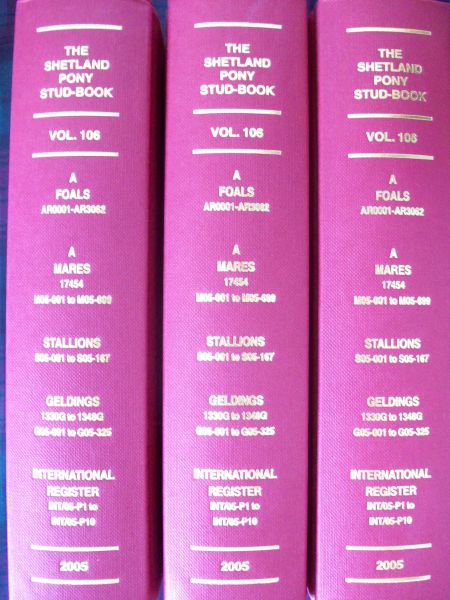 THE
SHETLAND
PONY
STUD-BOOK
VOL. 106
A
FOALS
AR0001-AR3062
A
MARES
17454
M05-001 to M05-699
STALLIONS
S05-001 to S05-167
GELDINGS
1330G to 1348G
G05-001 to G05-325
INTERNATIONAL
REGISTER
INT/05-P1 to
INT/05-P10
2005
THE
SHETLAND
PONY
STUD-BOOK
VOL. 106
A
FOALS
AR0001-AR3062
A
MARES
17454
M05-001 to M05-699
STALLIONS
S05-001 to S05-167
GELDINGS
1330G to 1348G
G05-001 to G05-325
INTERNATIONAL
REGISTER
INT/05-P1 to
INT/05-P10
2005
THE
SHETLAND
PONY
STUD-BOOK
VOL. 106
A
FOALS
AR0001-AR3062
A
MARES
17454
M05-001 to M05-699
STALLIONS
S05-001 to S05-167
GELDINGS
1330G to 1348G
G05-001 to G05-325
INTERNATIONAL
REGISTER
INT/05-P1 to
INT/05-P10
2005